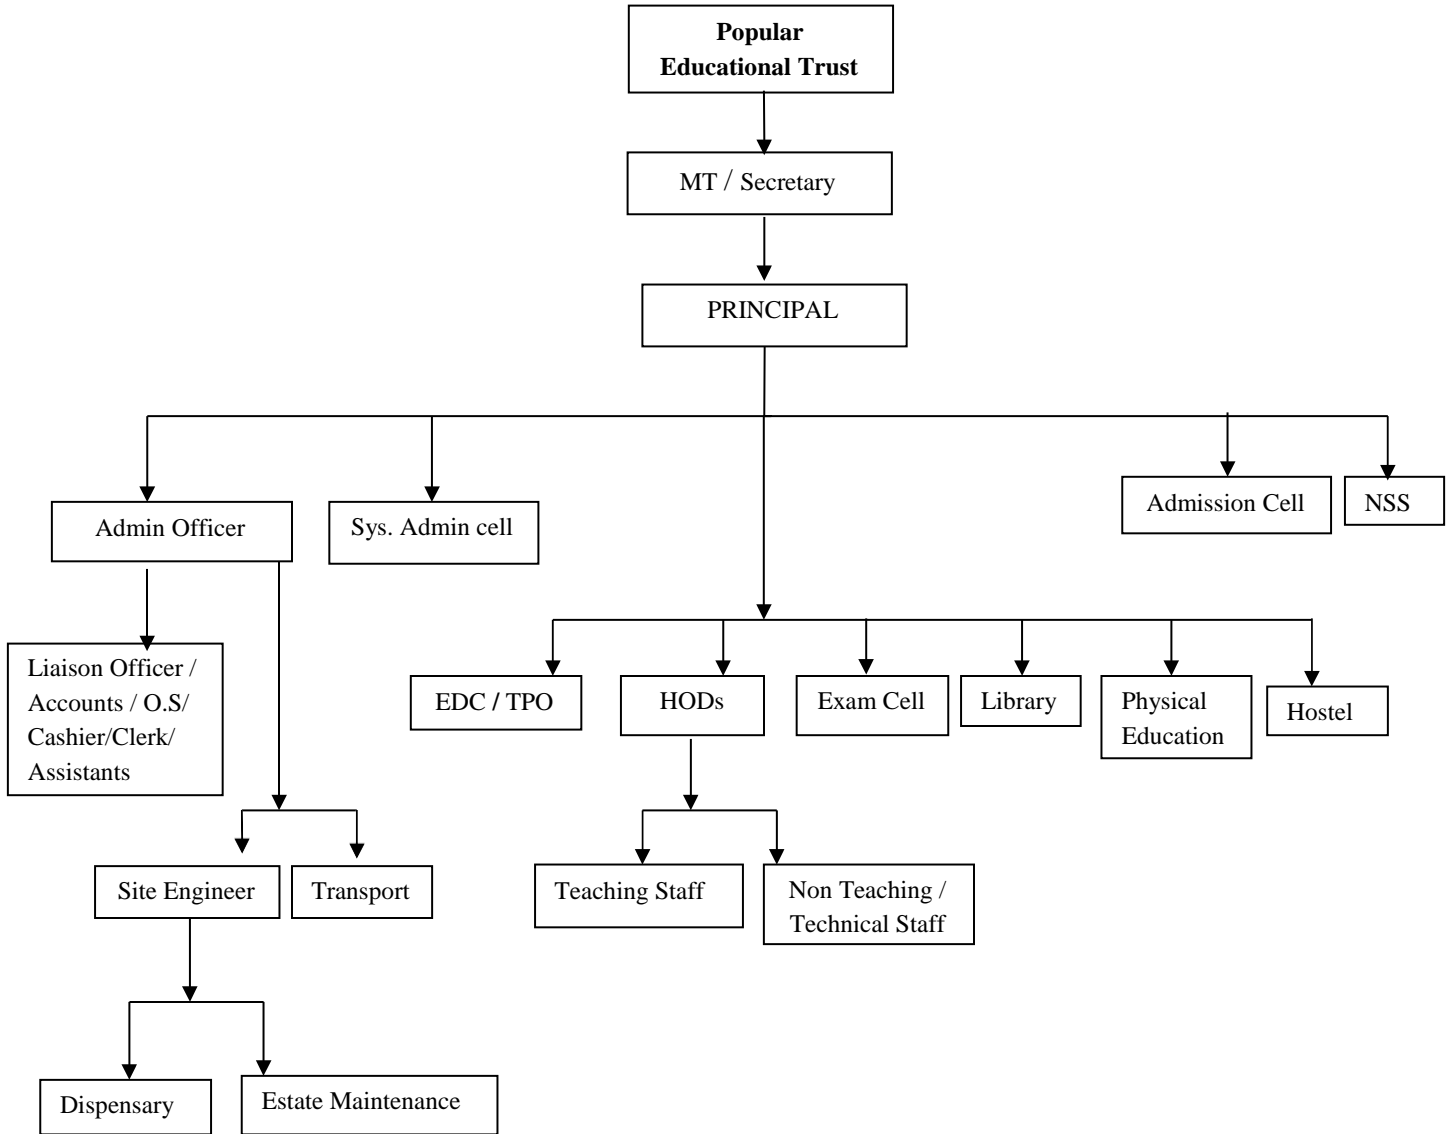 Popular
Educational Trust
MT / Secretary
PRINCIPAL
Admin Officer
Sys. Admin cell
Admission Cell
NSS
Liaison Officer /
Accounts / O.S/
Cashier/Clerk/
Assistants
EDC / TPO
HODs
Exam Cell
Library
Physical
Education
Hostel
Site Engineer
Transport
Teaching Staff
Non Teaching /
Technical Staff
Dispensary
Estate Maintenance